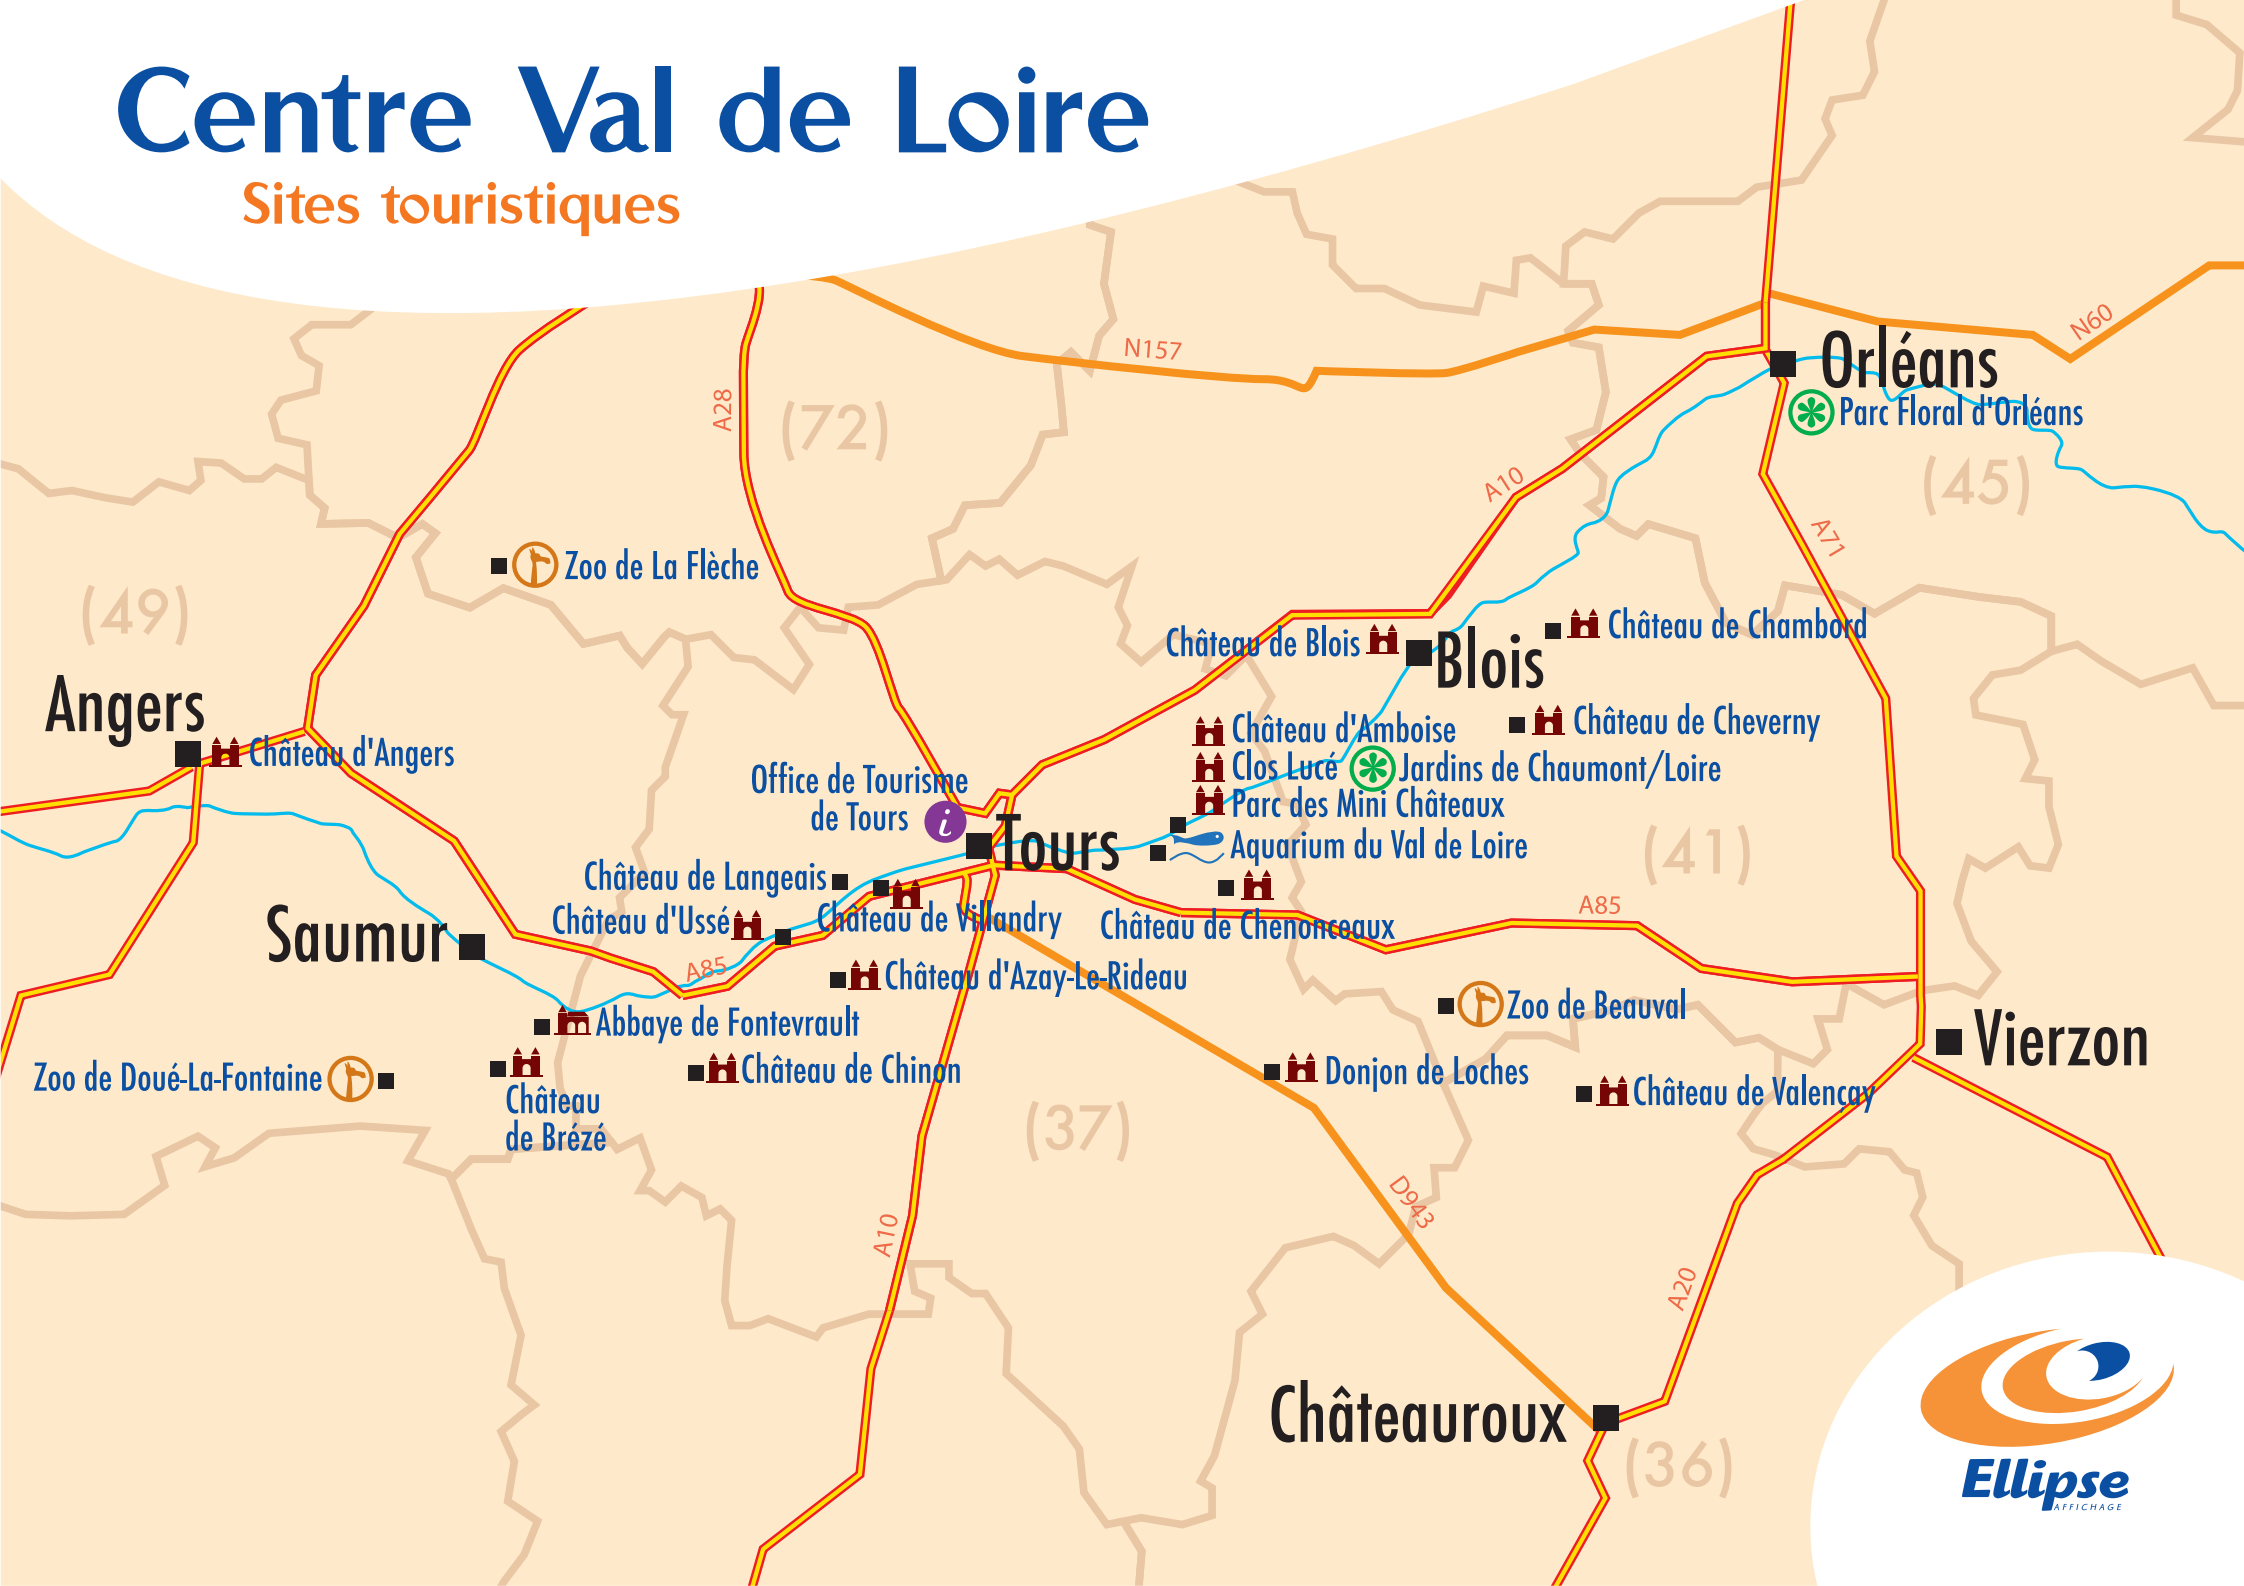 Centre Val de Loire
Sites touristiques
N157
N60
Orléans
Parc Floral d'Orléans
A28
(72)
(45)
A10
A71
Zoo de La Flèche
(49)
Château de Blois
Blois
Château de Chambord
Angers
Château d'Angers
Château d'Amboise
Château de Cheverny
Clos Lucé
Jardins de Chaumont/Loire
Office de Tourisme
de Tours
i
Parc des Mini Châteaux
Tours
Aquarium du Val de Loire
(41)
Château de Langeais
Château d'Ussé
Château de Villandry
Château de Chenonceaux
A85
Saumur
A85
Château d'Azay-Le-Rideau
Zoo de Beauval
Abbaye de Fontevrault
Vierzon
Zoo de Doué-La-Fontaine
Château de Chinon
Donjon de Loches
Château de Valençay
Château
de Brézé
(37)
D943
A10
A20
Châteauroux
(36)
Ellipse
AFFICHAGE